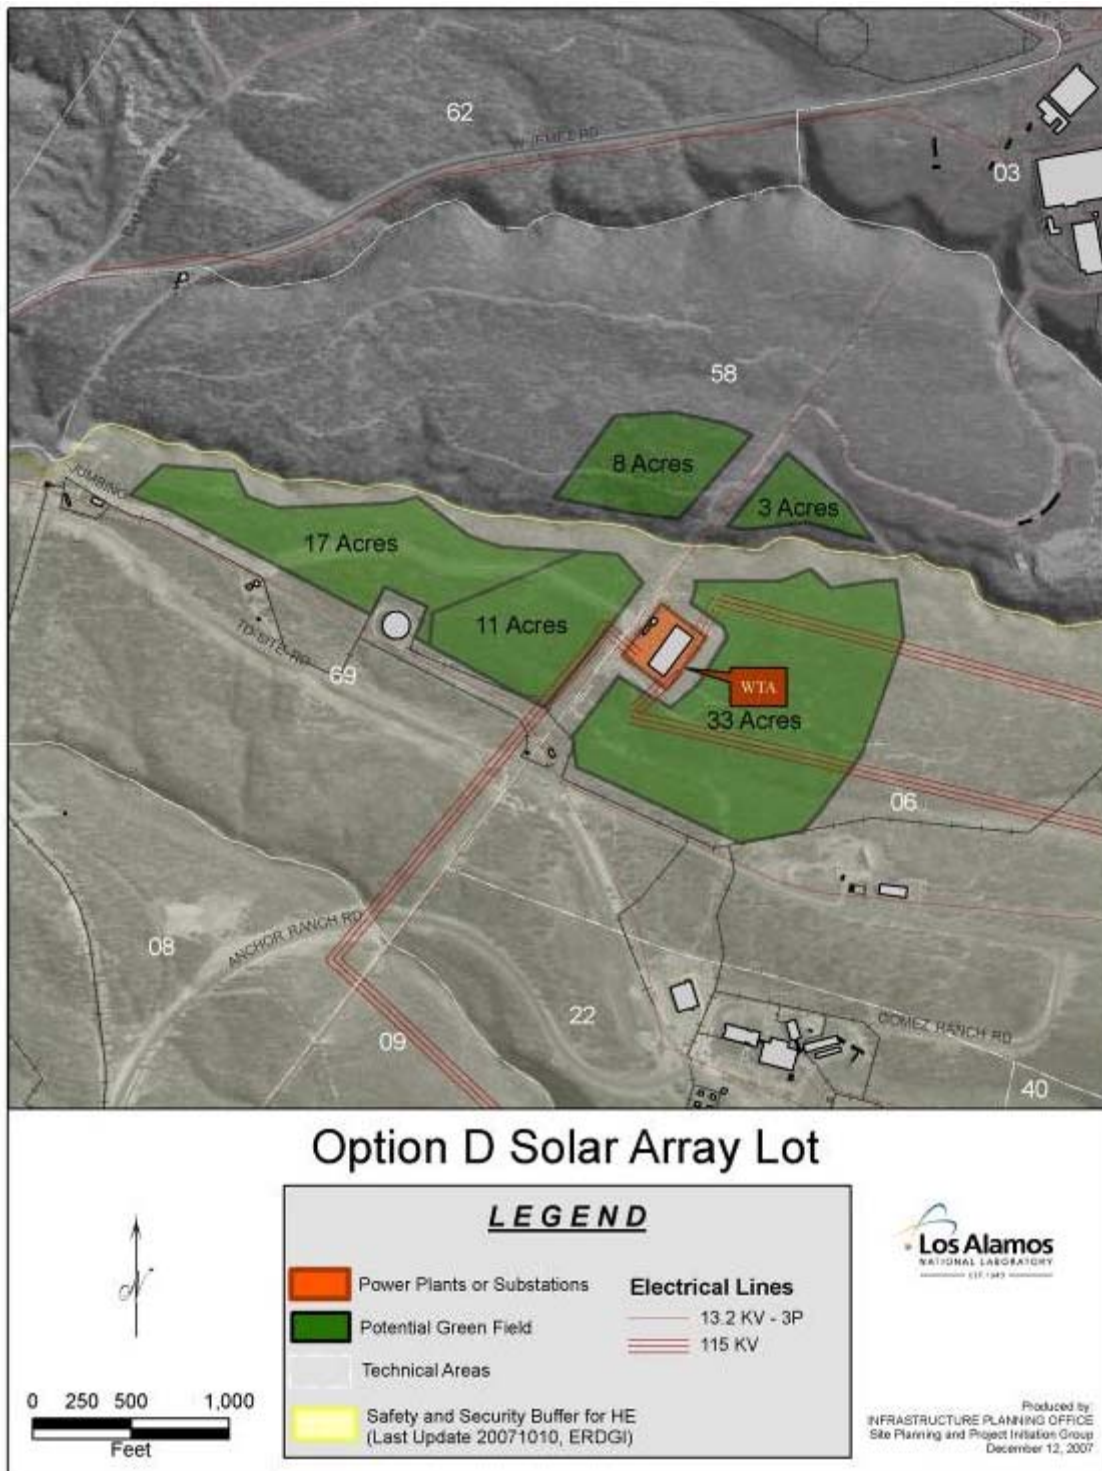 62
W JEMEZ RD
03
58
8 Acres
3 Acres
JUMBINO
17 Acres
11 Acres
TD-SITE RD
69
WTA
33 Acres
06
ANCHOR RANCH RD
08
22
GOMEZ RANCH RD
09
40
Option D Solar Array Lot
LEGEND
Power Plants or Substations
Potential Green Field
Technical Areas
Safety and Security Buffer for HE
(Last Update 20071010, ERDGI)
Electrical Lines
13.2 KV - 3P
115 KV
N
0 250 500 1,000
Feet
Los Alamos
NATIONAL LABORATORY
EST. 1943
Produced by:
INFRASTRUCTURE PLANNING OFFICE
Site Planning and Project Initiation Group
December 12, 2007